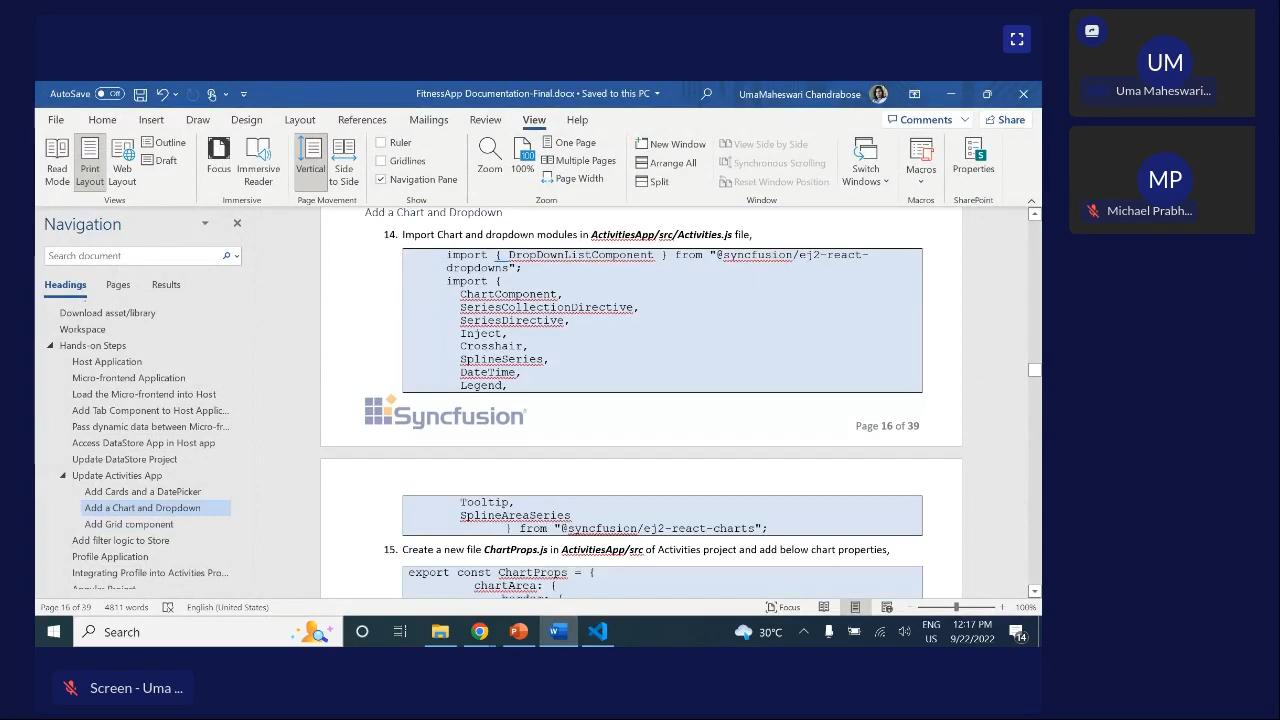 AutoSave Off
FitnessApp Documentation-Final.docx • Saved to this PC
UmaMaheswari Chandrabose
File Home Insert Draw Design Layout References Mailings Review View Help
Comments Share
Read Mode
Print Layout
Web Layout
Outline
Draft
Views
Focus
Immersive Reader
Immersive
Vertical
Side to Side
Page Movement
Ruler
Gridlines
Navigation Pane
Show
Zoom
100
100%
One Page
Multiple Pages
Page Width
Zoom
New Window
Arrange All
Split
View Side by Side
Synchronous Scrolling
Reset Window Position
Switch Windows
Window
Macros
Macros
Properties
SharePoint
Navigation
Search document
Headings Pages Results
Download asset/library
Workspace
Hands-on Steps
Host Application
Micro-frontend Application
Load the Micro-frontend into Host
Add Tab Component to Host Applic...
Pass dynamic data between Micro-fr...
Access DataStore App in Host app
Update DataStore Project
Update Activities App
Add Cards and a DatePicker
Add a Chart and Dropdown
Add Grid component
Add filter logic to Store
Profile Application
Integrating Profile into Activities Pro...
Angular Project
Add a Chart and Dropdown
14. Import Chart and dropdown modules in ActivitiesApp/src/Activities.js file,
import { DropDownListComponent } from "@syncfusion/ej2-react-
dropdowns";
import {
ChartComponent,
SeriesCollectionDirective,
SeriesDirective,
Inject,
Crosshair,
SplineSeries,
DateTime,
Legend,
Syncfusion
Page 16 of 39
Tooltip,
SplineAreaSeries
} from "@syncfusion/ej2-react-charts";
15. Create a new file ChartProps.js in ActivitiesApp/src of Activities project and add below chart properties,
export const ChartProps = {
chartArea: {
border: {
Page 16 of 39 4811 words English (United States) Focus 100%
Search
30°C
ENG
US
12:17 PM
9/22/2022
14
Screen - Uma ...
UM
Uma Maheswari...
MP
Michael Prabh...